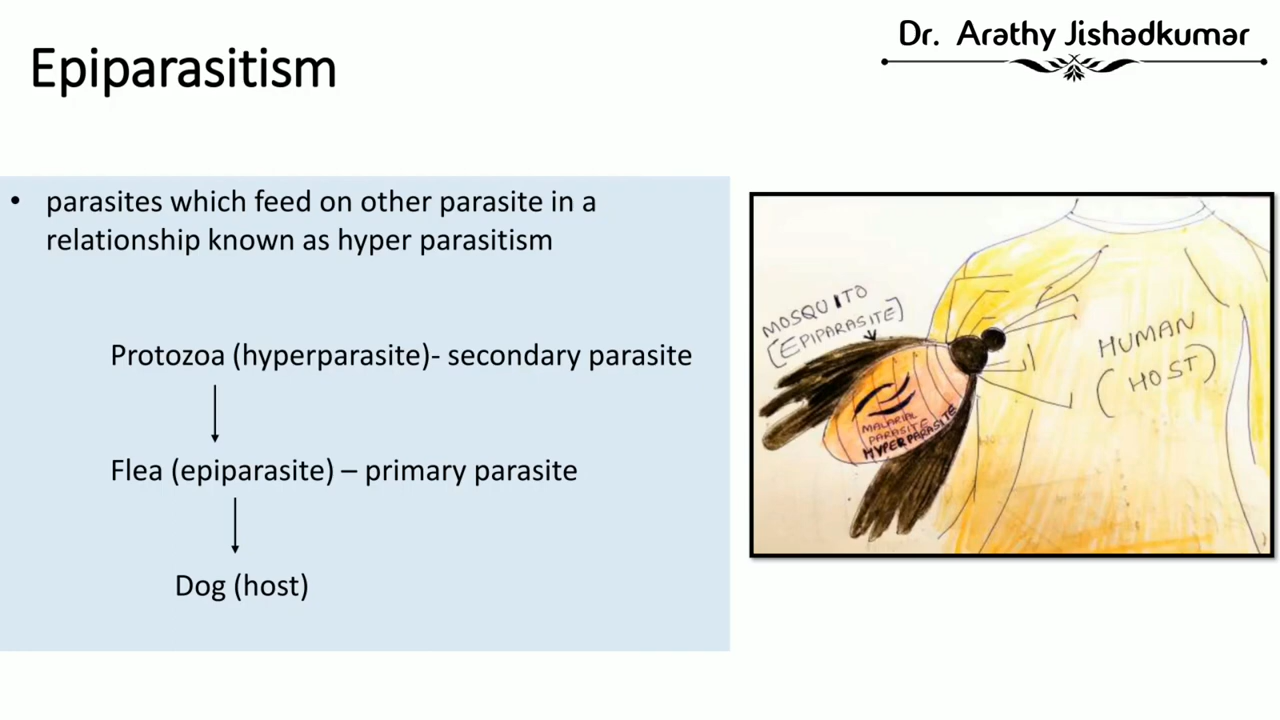 Epiparasitism
Dr. Arathy Jishadkumar
• parasites which feed on other parasite in a
relationship known as hyper parasitism
Protozoa (hyperparasite)- secondary parasite
Flea (epiparasite) – primary parasite
Dog (host)
MOSQUITO
[EPIPARASITE]
MALARIAL
PARASITE
HYPERPARASITE
HUMAN
(HOST)